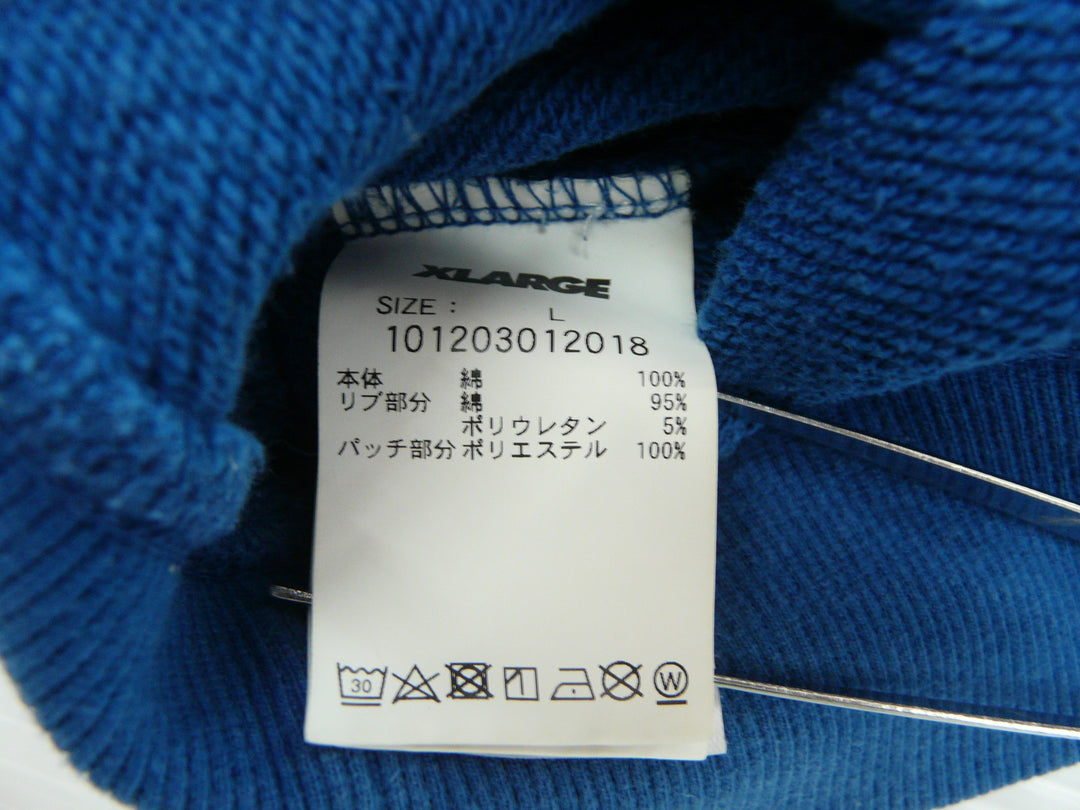 XLARGE
SIZE : L
101203012018
本体 綿 100%
リブ部分 綿 95%
ポリウレタン 5%
パッチ部分 ポリエステル 100%
30 W